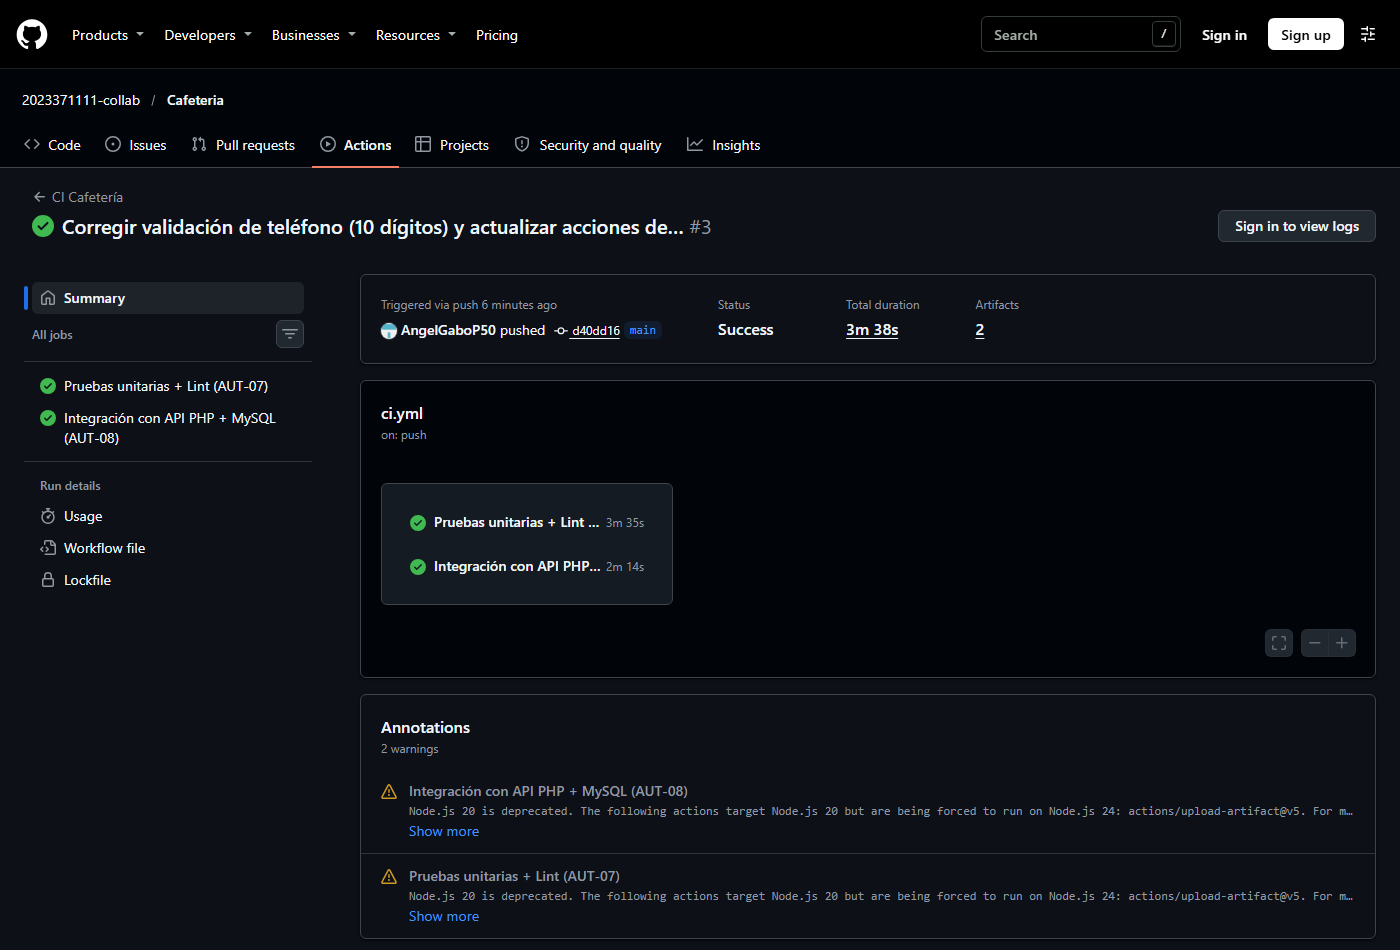 Products Developers Businesses Resources Pricing Search / Sign in Sign up
2023371111-collab / Cafeteria
Code Issues Pull requests Actions Projects Security and quality Insights
CI Cafetería
Corregir validación de teléfono (10 dígitos) y actualizar acciones de... #3
Sign in to view logs
Summary
All jobs
Pruebas unitarias + Lint (AUT-07)
Integración con API PHP + MySQL
(AUT-08)
Run details
Usage
Workflow file
Lockfile
Triggered via push 6 minutes ago
AngelGaboP50 pushed d40dd16 main
Status
Success
Total duration
3m 38s
Artifacts
2
ci.yml
on: push
Pruebas unitarias + Lint ... 3m 35s
Integración con API PHP... 2m 14s
Annotations
2 warnings
Integración con API PHP + MySQL (AUT-08)
Node.js 20 is deprecated. The following actions target Node.js 20 but are being forced to run on Node.js 24: actions/upload-artifact@v5. For m…
Show more
Pruebas unitarias + Lint (AUT-07)
Node.js 20 is deprecated. The following actions target Node.js 20 but are being forced to run on Node.js 24: actions/upload-artifact@v5. For m…
Show more